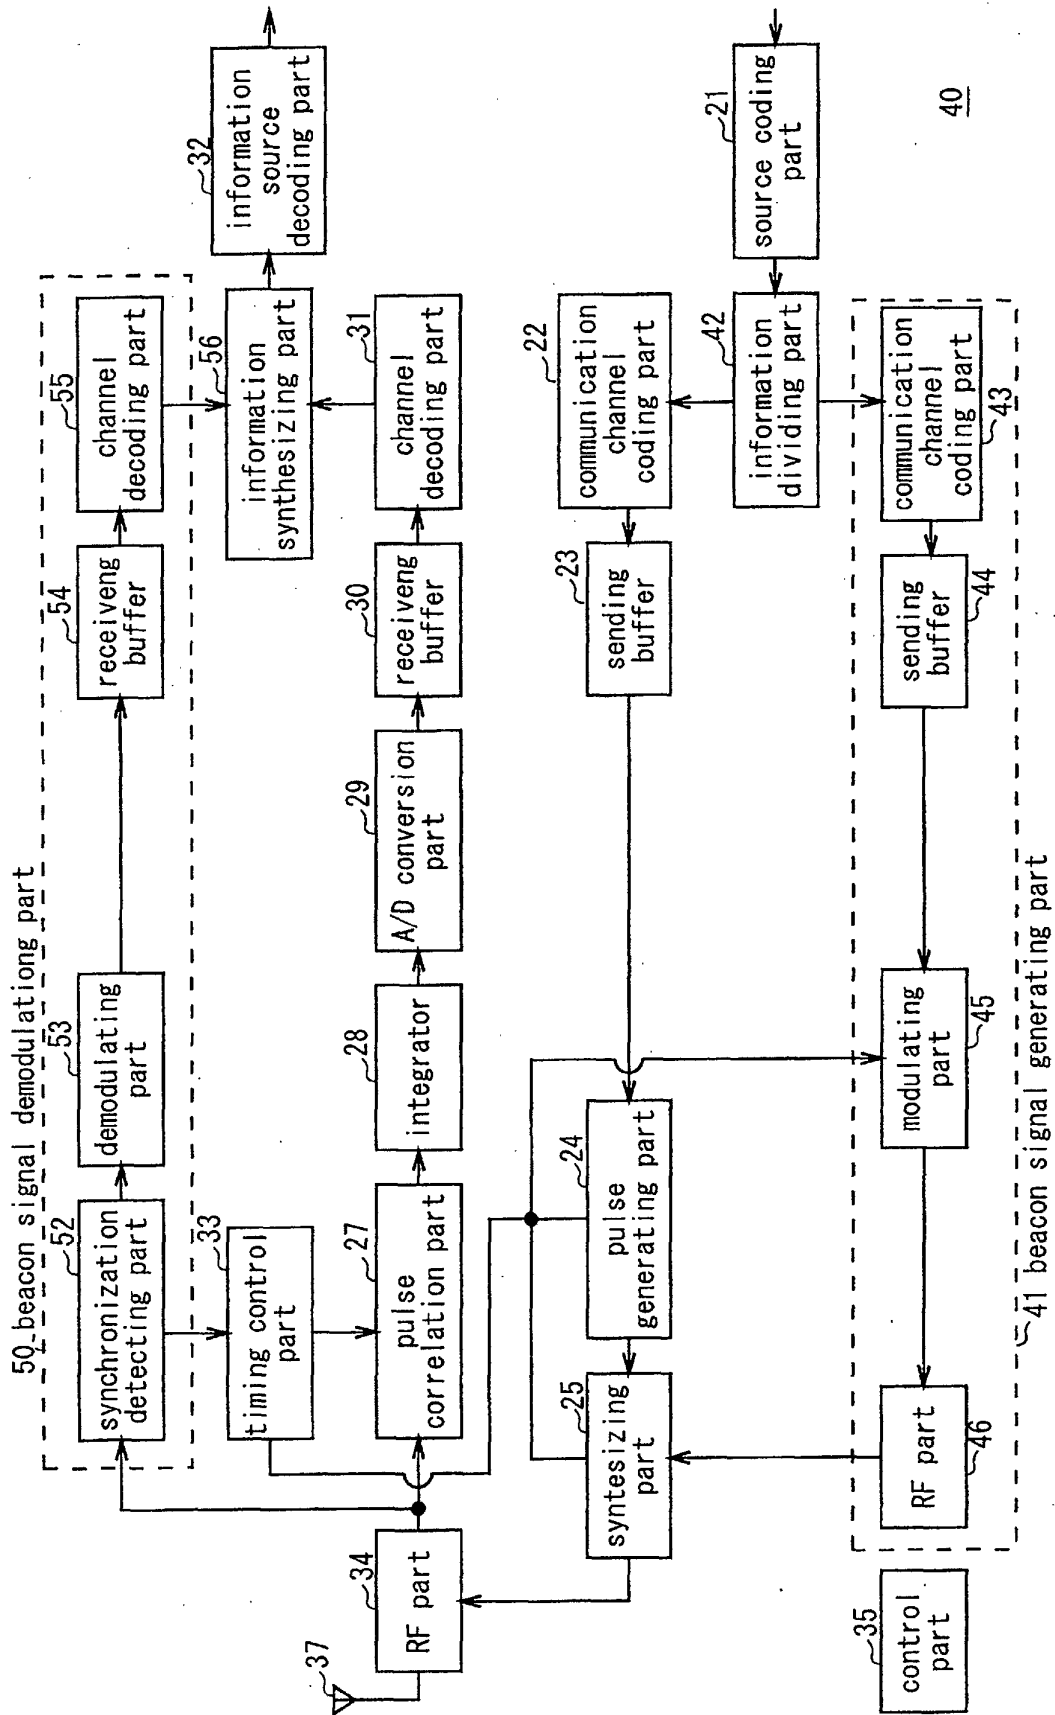 50 beacon signal demodulationg part
52
synchronization
detecting part
53
demodulating
part
54
receiveng
buffer
55
channel
decoding part
33
timing control
part
56
information
synthesizing part
32
information
source
decoding part
37
34
RF part
27
pulse
correlation part
28
integrator
29
A/D conversion
part
30
receiveng
buffer
31
channel
decoding part
25
syntesizing
part
24
pulse
generating part
23
sending
buffer
22
communication
channel
coding part
42
information
dividing part
21
source coding
part
35
control
part
RF part
46
modulating
part
45
sending
buffer
44
communication
channel
coding part
43
41 beacon signal generating part
40